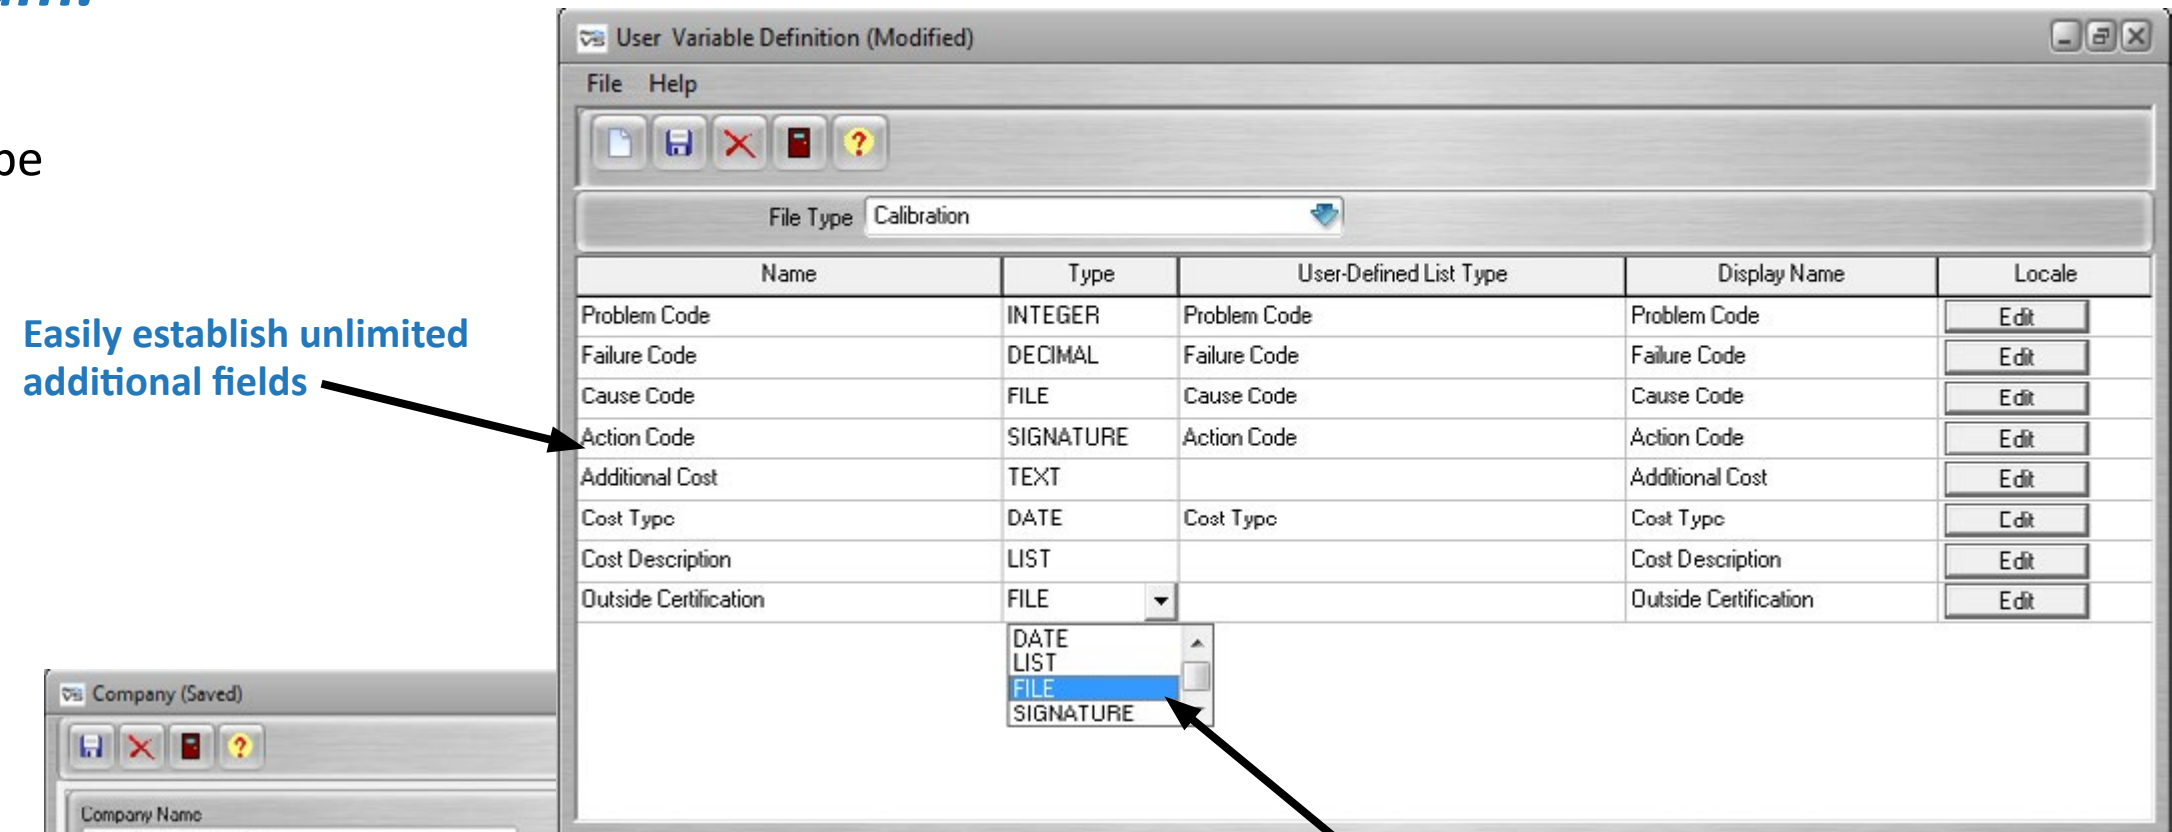 User Variable Definition (Modified)
File Help
File Type Calibration
Name Type User-Defined List Type Display Name Locale
Problem Code INTEGER Problem Code Problem Code Edit
Failure Code DECIMAL Failure Code Failure Code Edit
Cause Code FILE Cause Code Cause Code Edit
Action Code SIGNATURE Action Code Action Code Edit
Additional Cost TEXT Additional Cost Edit
Cost Type DATE Cost Type Cost Type Edit
Cost Description LIST Cost Description Edit
Outside Certification FILE Outside Certification Edit
DATE
LIST
FILE
SIGNATURE
Easily establish unlimited
additional fields
Company (Saved)
Company Name